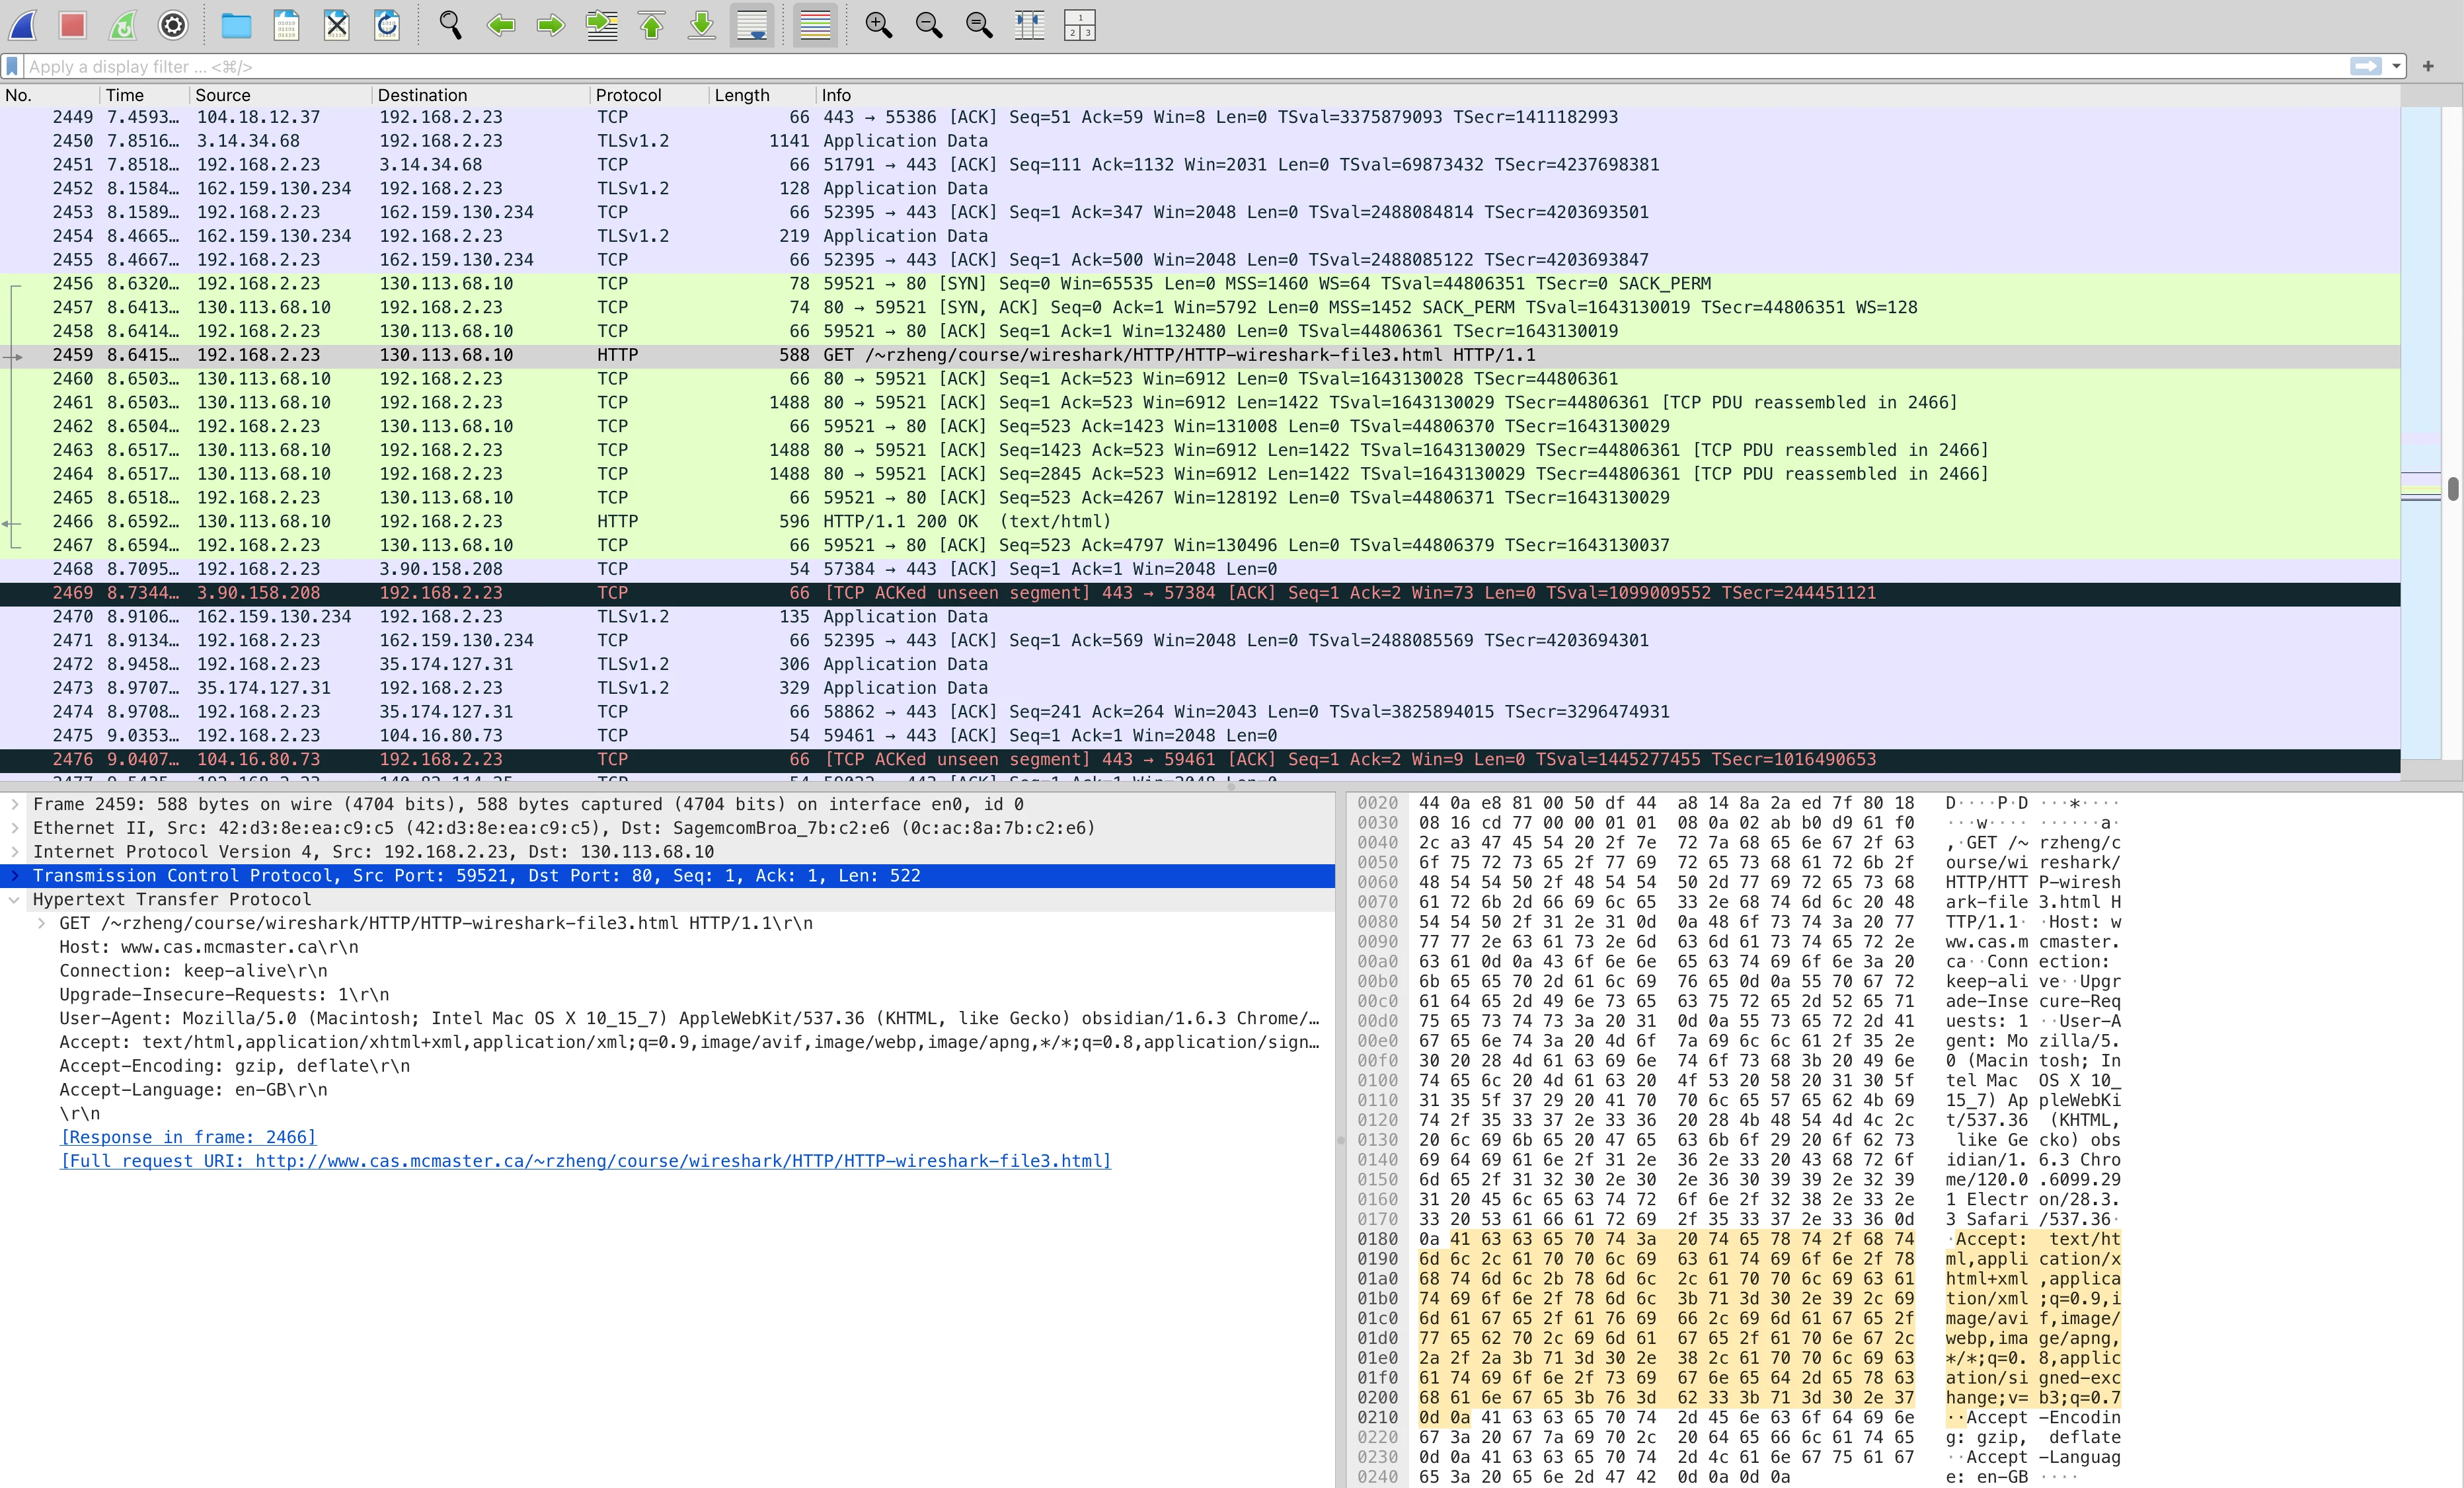 Apply a display filter ... <⌘/>
No. Time Source Destination Protocol Length Info
2449 7.4593… 104.18.12.37 192.168.2.23 TCP 66 443 → 55386 [ACK] Seq=51 Ack=59 Win=8 Len=0 TSval=3375879093 TSecr=1411182993
2450 7.8516… 3.14.34.68 192.168.2.23 TLSv1.2 1141 Application Data
2451 7.8518… 192.168.2.23 3.14.34.68 TCP 66 51791 → 443 [ACK] Seq=111 Ack=1132 Win=2031 Len=0 TSval=69873432 TSecr=4237698381
2452 8.1584… 162.159.130.234 192.168.2.23 TLSv1.2 128 Application Data
2453 8.1589… 192.168.2.23 162.159.130.234 TCP 66 52395 → 443 [ACK] Seq=1 Ack=347 Win=2048 Len=0 TSval=2488084814 TSecr=4203693501
2454 8.4665… 162.159.130.234 192.168.2.23 TLSv1.2 219 Application Data
2455 8.4667… 192.168.2.23 162.159.130.234 TCP 66 52395 → 443 [ACK] Seq=1 Ack=500 Win=2048 Len=0 TSval=2488085122 TSecr=4203693847
2456 8.6320… 192.168.2.23 130.113.68.10 TCP 78 59521 → 80 [SYN] Seq=0 Win=65535 Len=0 MSS=1460 WS=64 TSval=44806351 TSecr=0 SACK_PERM
2457 8.6413… 130.113.68.10 192.168.2.23 TCP 74 80 → 59521 [SYN, ACK] Seq=0 Ack=1 Win=5792 Len=0 MSS=1452 SACK_PERM TSval=1643130019 TSecr=44806351 WS=128
2458 8.6414… 192.168.2.23 130.113.68.10 TCP 66 59521 → 80 [ACK] Seq=1 Ack=1 Win=132480 Len=0 TSval=44806361 TSecr=1643130019
2459 8.6415… 192.168.2.23 130.113.68.10 HTTP 588 GET /~rzheng/course/wireshark/HTTP/HTTP-wireshark-file3.html HTTP/1.1
2460 8.6503… 130.113.68.10 192.168.2.23 TCP 66 80 → 59521 [ACK] Seq=1 Ack=523 Win=6912 Len=0 TSval=1643130028 TSecr=44806361
2461 8.6503… 130.113.68.10 192.168.2.23 TCP 1488 80 → 59521 [ACK] Seq=1 Ack=523 Win=6912 Len=1422 TSval=1643130029 TSecr=44806361 [TCP PDU reassembled in 2466]
2462 8.6504… 192.168.2.23 130.113.68.10 TCP 66 59521 → 80 [ACK] Seq=523 Ack=1423 Win=131008 Len=0 TSval=44806370 TSecr=1643130029
2463 8.6517… 130.113.68.10 192.168.2.23 TCP 1488 80 → 59521 [ACK] Seq=1423 Ack=523 Win=6912 Len=1422 TSval=1643130029 TSecr=44806361 [TCP PDU reassembled in 2466]
2464 8.6517… 130.113.68.10 192.168.2.23 TCP 1488 80 → 59521 [ACK] Seq=2845 Ack=523 Win=6912 Len=1422 TSval=1643130029 TSecr=44806361 [TCP PDU reassembled in 2466]
2465 8.6518… 192.168.2.23 130.113.68.10 TCP 66 59521 → 80 [ACK] Seq=523 Ack=4267 Win=128192 Len=0 TSval=44806371 TSecr=1643130029
2466 8.6592… 130.113.68.10 192.168.2.23 HTTP 596 HTTP/1.1 200 OK  (text/html)
2467 8.6594… 192.168.2.23 130.113.68.10 TCP 66 59521 → 80 [ACK] Seq=523 Ack=4797 Win=130496 Len=0 TSval=44806379 TSecr=1643130037
2468 8.7095… 192.168.2.23 3.90.158.208 TCP 54 57384 → 443 [ACK] Seq=1 Ack=1 Win=2048 Len=0
2469 8.7344… 3.90.158.208 192.168.2.23 TCP 66 [TCP ACKed unseen segment] 443 → 57384 [ACK] Seq=1 Ack=2 Win=73 Len=0 TSval=1099009552 TSecr=244451121
2470 8.9106… 162.159.130.234 192.168.2.23 TLSv1.2 135 Application Data
2471 8.9134… 192.168.2.23 162.159.130.234 TCP 66 52395 → 443 [ACK] Seq=1 Ack=569 Win=2048 Len=0 TSval=2488085569 TSecr=4203694301
2472 8.9458… 192.168.2.23 35.174.127.31 TLSv1.2 306 Application Data
2473 8.9707… 35.174.127.31 192.168.2.23 TLSv1.2 329 Application Data
2474 8.9708… 192.168.2.23 35.174.127.31 TCP 66 58862 → 443 [ACK] Seq=241 Ack=264 Win=2043 Len=0 TSval=3825894015 TSecr=3296474931
2475 9.0353… 192.168.2.23 104.16.80.73 TCP 54 59461 → 443 [ACK] Seq=1 Ack=1 Win=2048 Len=0
2476 9.0407… 104.16.80.73 192.168.2.23 TCP 66 [TCP ACKed unseen segment] 443 → 59461 [ACK] Seq=1 Ack=2 Win=9 Len=0 TSval=1445277455 TSecr=1016490653
Frame 2459: 588 bytes on wire (4704 bits), 588 bytes captured (4704 bits) on interface en0, id 0
Ethernet II, Src: 42:d3:8e:ea:c9:c5 (42:d3:8e:ea:c9:c5), Dst: SagemcomBroa_7b:c2:e6 (0c:ac:8a:7b:c2:e6)
Internet Protocol Version 4, Src: 192.168.2.23, Dst: 130.113.68.10
Transmission Control Protocol, Src Port: 59521, Dst Port: 80, Seq: 1, Ack: 1, Len: 522
Hypertext Transfer Protocol
GET /~rzheng/course/wireshark/HTTP/HTTP-wireshark-file3.html HTTP/1.1\r\n
Host: www.cas.mcmaster.ca\r\n
Connection: keep-alive\r\n
Upgrade-Insecure-Requests: 1\r\n
User-Agent: Mozilla/5.0 (Macintosh; Intel Mac OS X 10_15_7) AppleWebKit/537.36 (KHTML, like Gecko) obsidian/1.6.3 Chrome/…
Accept: text/html,application/xhtml+xml,application/xml;q=0.9,image/avif,image/webp,image/apng,*/*;q=0.8,application/sign…
Accept-Encoding: gzip, deflate\r\n
Accept-Language: en-GB\r\n
\r\n
[Response in frame: 2466]
[Full request URI: http://www.cas.mcmaster.ca/~rzheng/course/wireshark/HTTP/HTTP-wireshark-file3.html]
0020 44 0a e8 81 00 50 df 44 a8 14 8a 2a ed 7f 80 18 D····P·D ···*····
0030 08 16 cd 77 00 00 01 01 08 0a 02 ab b0 d9 61 f0 ···w···· ······a·
0040 2c a3 47 45 54 20 2f 7e 72 7a 68 65 6e 67 2f 63 ,·GET /~ rzheng/c
0050 6f 75 72 73 65 2f 77 69 72 65 73 68 61 72 6b 2f ourse/wi reshark/
0060 48 54 54 50 2f 48 54 54 50 2d 77 69 72 65 73 68 HTTP/HTT P-wiresh
0070 61 72 6b 2d 66 69 6c 65 33 2e 68 74 6d 6c 20 48 ark-file 3.html H
0080 54 54 50 2f 31 2e 31 0d 0a 48 6f 73 74 3a 20 77 TTP/1.1· ·Host: w
0090 77 77 2e 63 61 73 2e 6d 63 6d 61 73 74 65 72 2e ww.cas.m cmaster.
00a0 63 61 0d 0a 43 6f 6e 6e 65 63 74 69 6f 6e 3a 20 ca··Conn ection:
00b0 6b 65 65 70 2d 61 6c 69 76 65 0d 0a 55 70 67 72 keep-ali ve··Upgr
00c0 61 64 65 2d 49 6e 73 65 63 75 72 65 2d 52 65 71 ade-Inse cure-Req
00d0 75 65 73 74 73 3a 20 31 0d 0a 55 73 65 72 2d 41 uests: 1 ··User-A
00e0 67 65 6e 74 3a 20 4d 6f 7a 69 6c 6c 61 2f 35 2e gent: Mo zilla/5.
00f0 30 20 28 4d 61 63 69 6e 74 6f 73 68 3b 20 49 6e 0 (Macin tosh; In
0100 74 65 6c 20 4d 61 63 20 4f 53 20 58 20 31 30 5f tel Mac OS X 10_
0110 31 35 5f 37 29 20 41 70 70 6c 65 57 65 62 4b 69 15_7) Ap pleWebKi
0120 74 2f 35 33 37 2e 33 36 20 28 4b 48 54 4d 4c 2c t/537.36 (KHTML,
0130 20 6c 69 6b 65 20 47 65 63 6b 6f 29 20 6f 62 73 like Ge cko) obs
0140 69 64 69 61 6e 2f 31 2e 36 2e 33 20 43 68 72 6f idian/1. 6.3 Chro
0150 6d 65 2f 31 32 30 2e 30 2e 36 30 39 39 2e 32 39 me/120.0 .6099.29
0160 31 20 45 6c 65 63 74 72 6f 6e 2f 32 38 2e 33 2e 1 Electr on/28.3.
0170 33 20 53 61 66 61 72 69 2f 35 33 37 2e 33 36 0d 3 Safari /537.36·
0180 0a 41 63 63 65 70 74 3a 20 74 65 78 74 2f 68 74 ·Accept: text/ht
0190 6d 6c 2c 61 70 70 6c 69 63 61 74 69 6f 6e 2f 78 ml,appli cation/x
01a0 68 74 6d 6c 2b 78 6d 6c 2c 61 70 70 6c 69 63 61 html+xml ,applica
01b0 74 69 6f 6e 2f 78 6d 6c 3b 71 3d 30 2e 39 2c 69 tion/xml ;q=0.9,i
01c0 6d 61 67 65 2f 61 76 69 66 2c 69 6d 61 67 65 2f mage/avi f,image/
01d0 77 65 62 70 2c 69 6d 61 67 65 2f 61 70 6e 67 2c webp,ima ge/apng,
01e0 2a 2f 2a 3b 71 3d 30 2e 38 2c 61 70 70 6c 69 63 */*;q=0. 8,applic
01f0 61 74 69 6f 6e 2f 73 69 67 6e 65 64 2d 65 78 63 ation/si gned-exc
0200 68 61 6e 67 65 3b 76 3d 62 33 3b 71 3d 30 2e 37 hange;v= b3;q=0.7
0210 0d 0a 41 63 63 65 70 74 2d 45 6e 63 6f 64 69 6e ··Accept -Encodin
0220 67 3a 20 67 7a 69 70 2c 20 64 65 66 6c 61 74 65 g: gzip, deflate
0230 0d 0a 41 63 63 65 70 74 2d 4c 61 6e 67 75 61 67 ··Accept -Languag
0240 65 3a 20 65 6e 2d 47 42 0d 0a 0d 0a e: en-GB ····